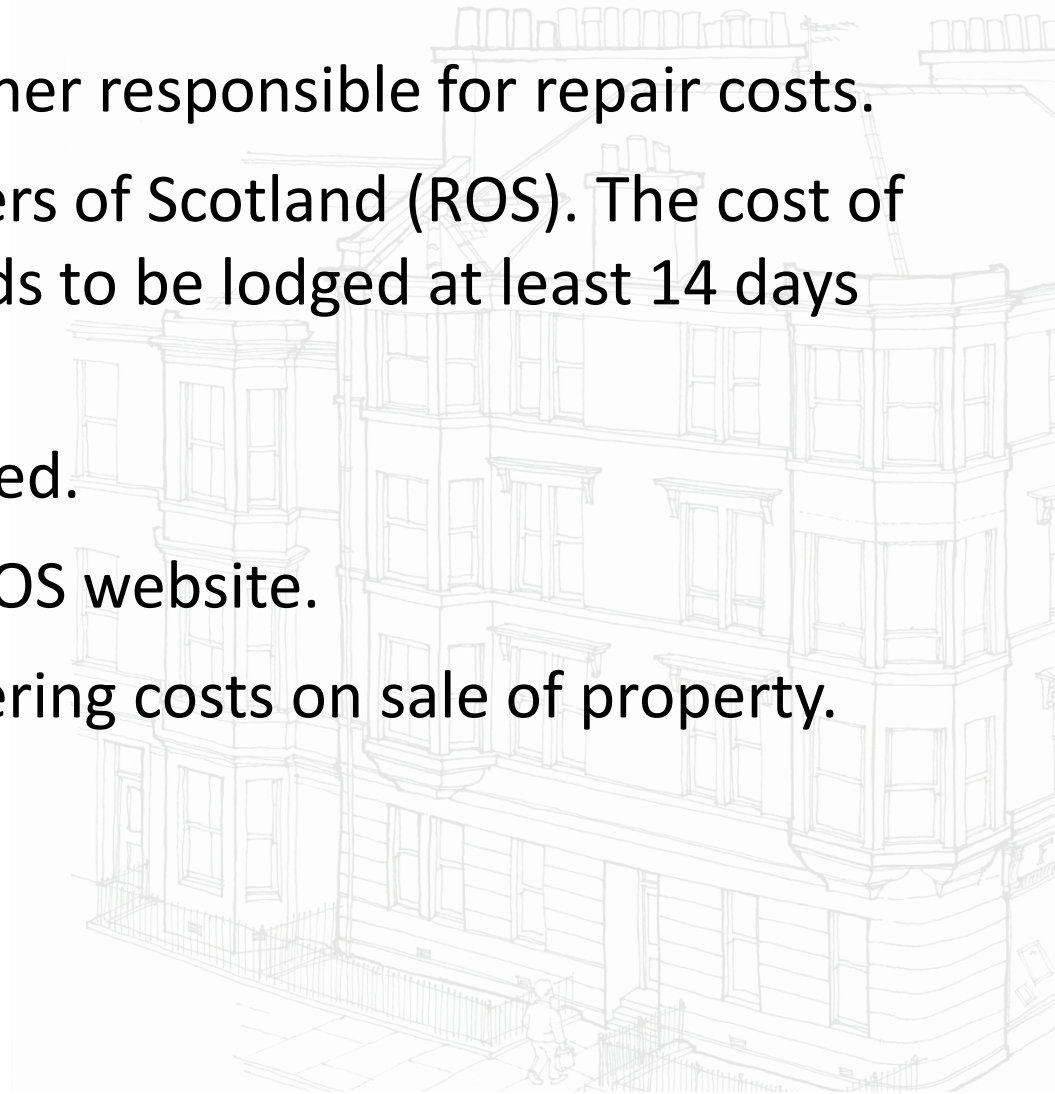 ner responsible for repair costs.
ers of Scotland (ROS). The cost of
ds to be lodged at least 14 days
ed.
OS website.
ering costs on sale of property.